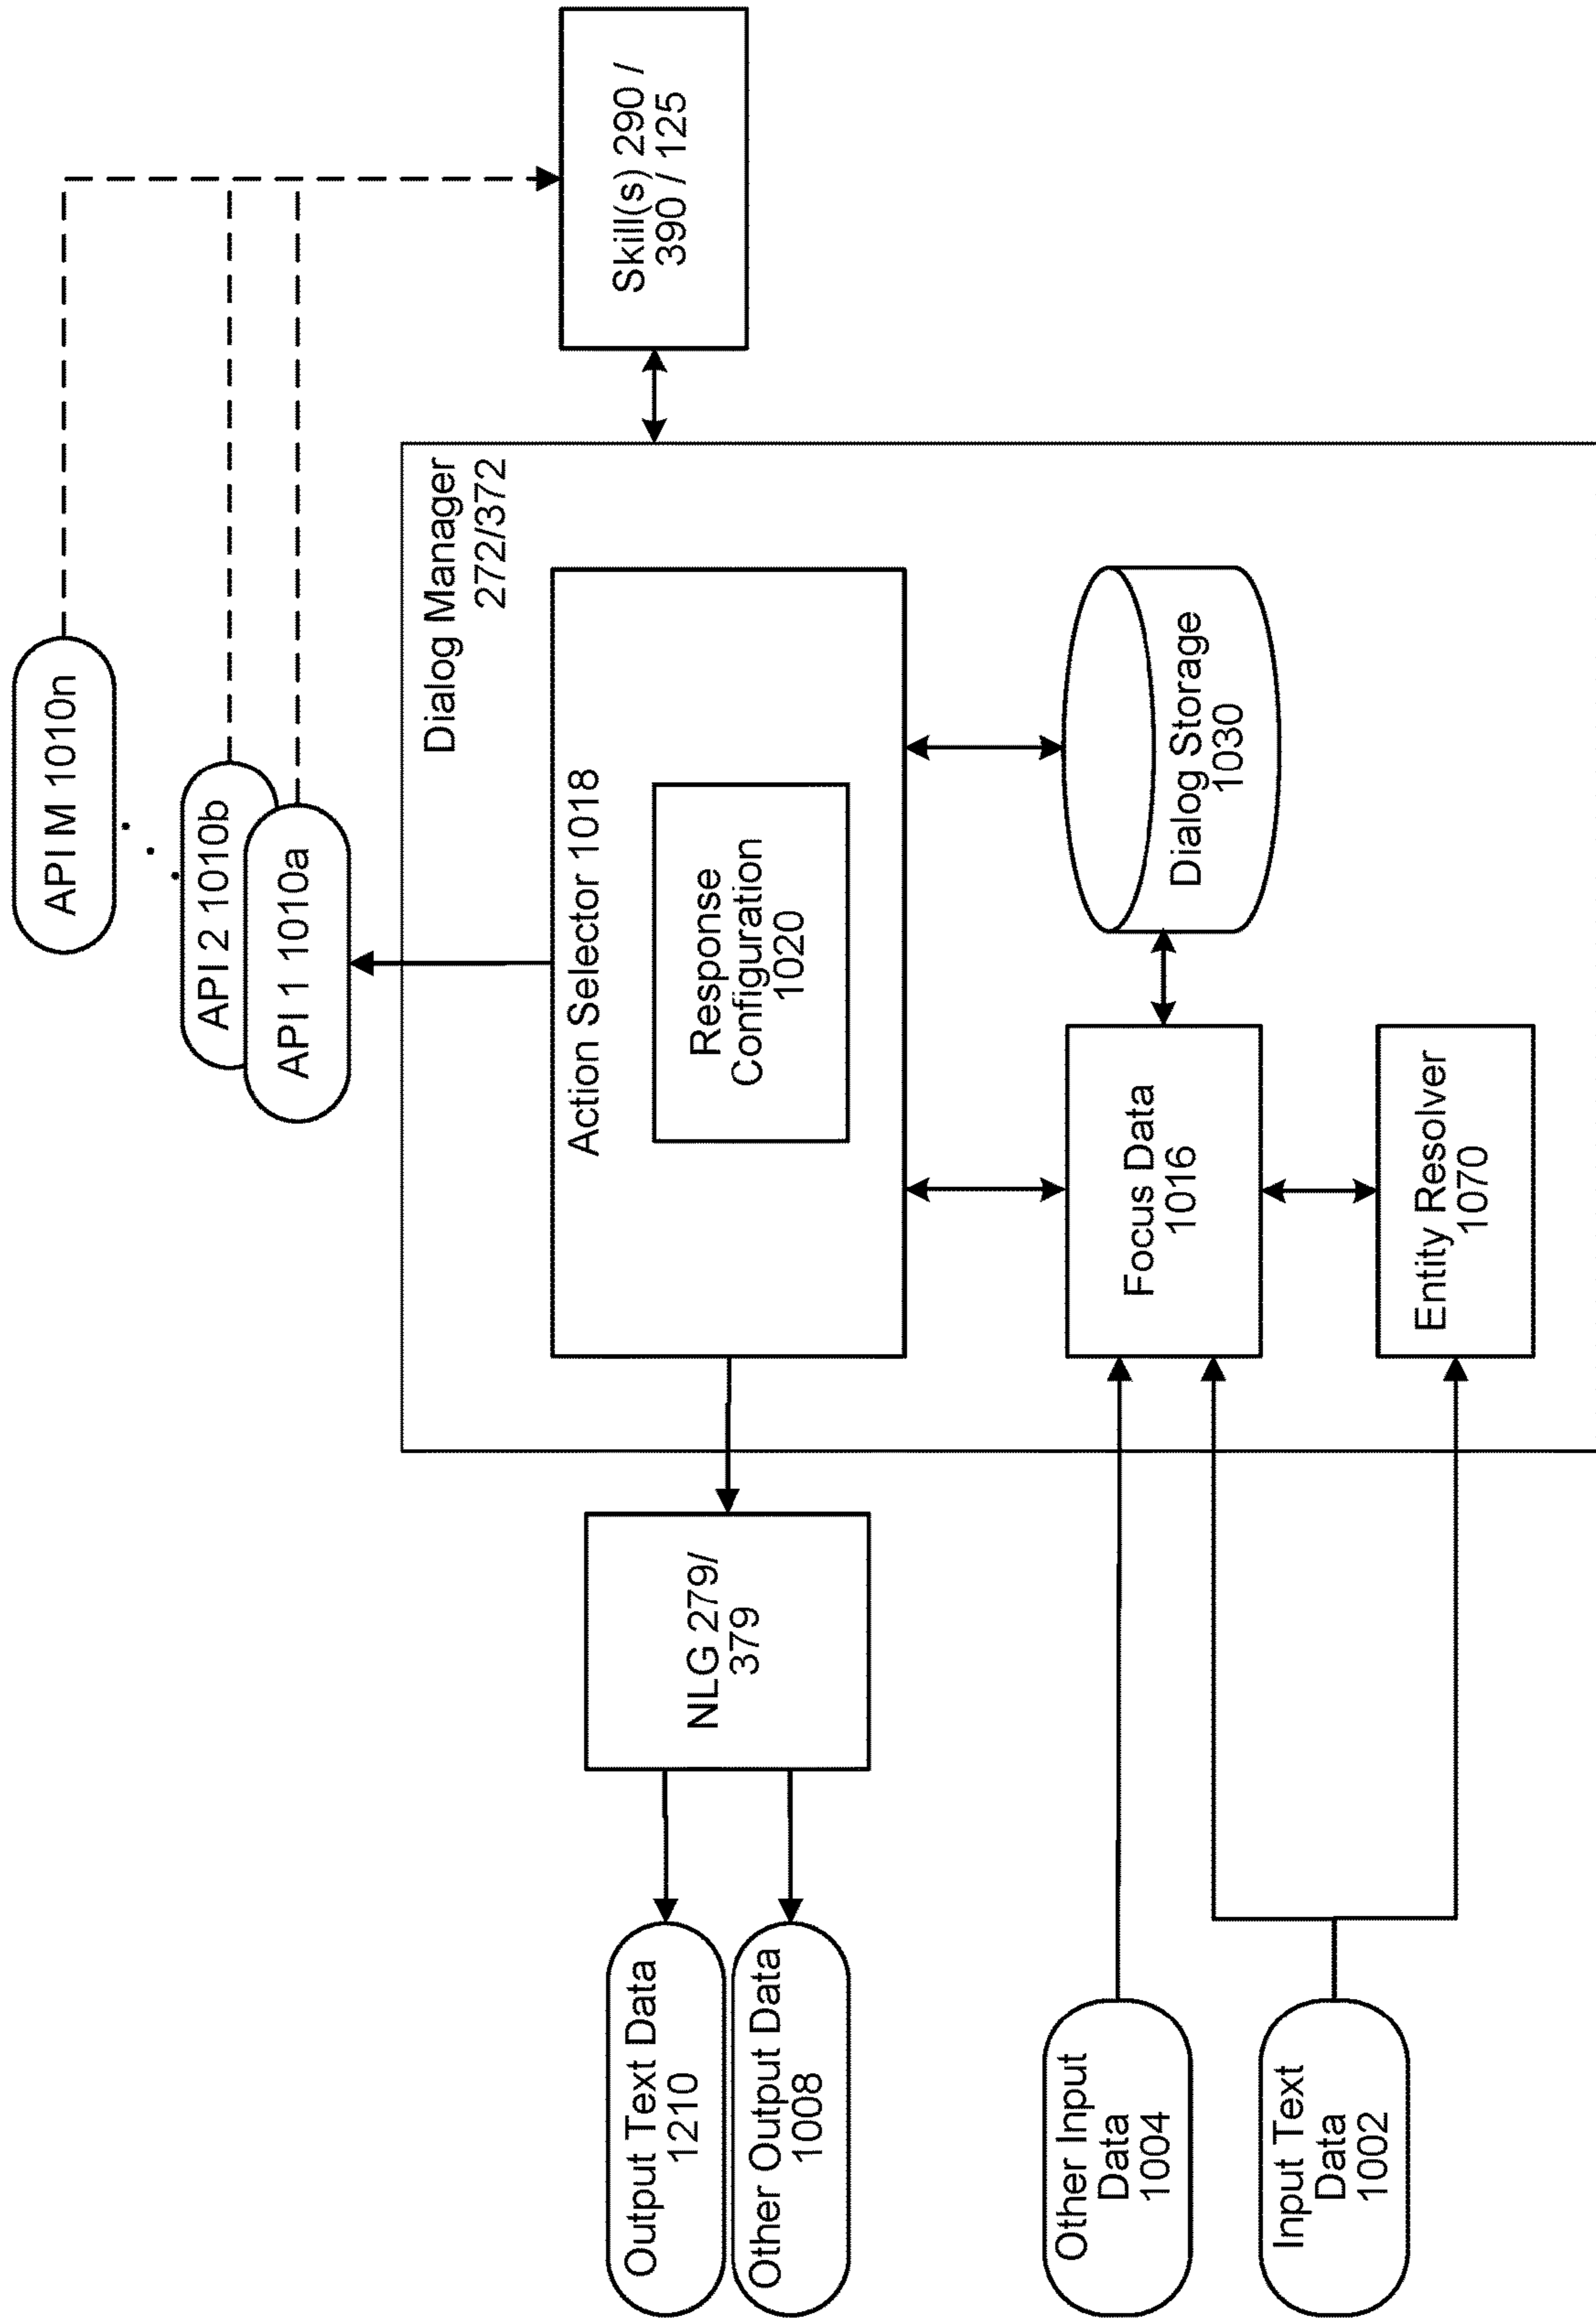 API M 1010n
API 2 1010b
API 1 1010a
Dialog Manager
272/372
Skill(s) 290 /
390 / 125
Action Selector 1018
Response
Configuration
1020
NLG 279/
379
Output Text Data
1210
Other Output Data
1008
Other Input
Data
1004
Input Text
Data
1002
Focus Data
1016
Dialog Storage
1030
Entity Resolver
1070